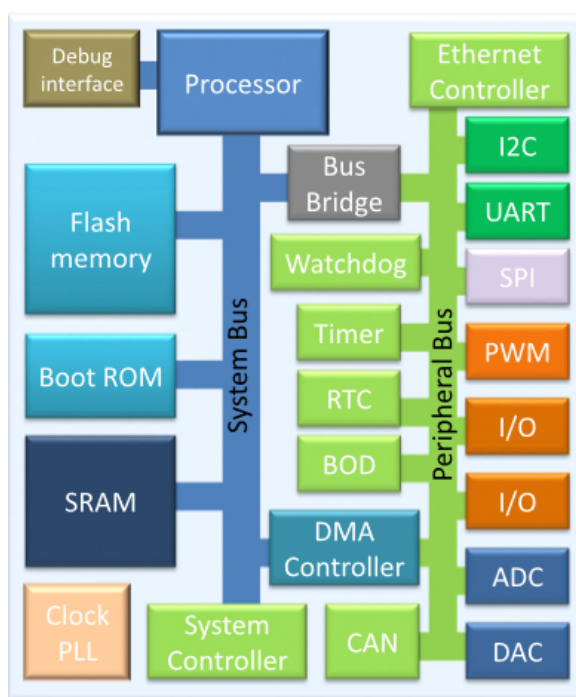 Debug
interface
Processor
Ethernet
Controller
I2C
Bus
Bridge
UART
Flash
memory
Watchdog
SPI
System Bus
Peripheral Bus
Timer
PWM
Boot ROM
RTC
I/O
BOD
SRAM
I/O
DMA
Controller
ADC
Clock
PLL
System
Controller
CAN
DAC